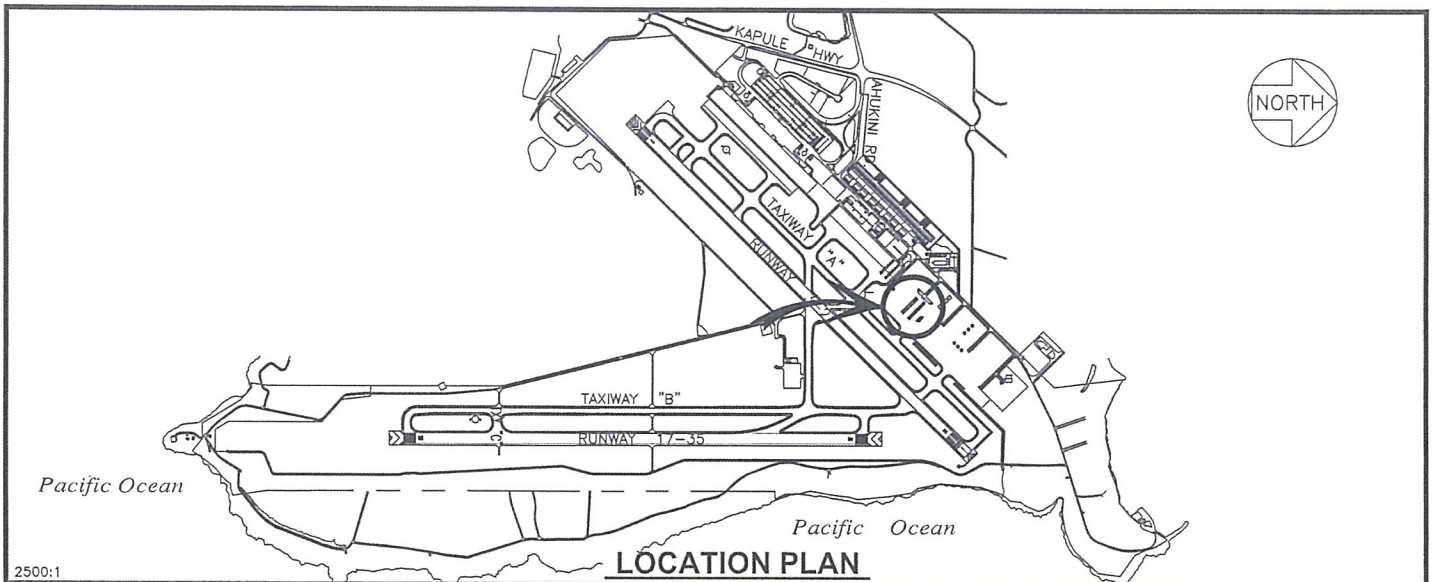 KAPULE HWY
AHUKINI RD.
NORTH
TAXIWAY
"A"
RUNWAY
TAXIWAY "B"
RUNWAY 17-35
Pacific Ocean
Pacific Ocean
LOCATION PLAN
2500:1